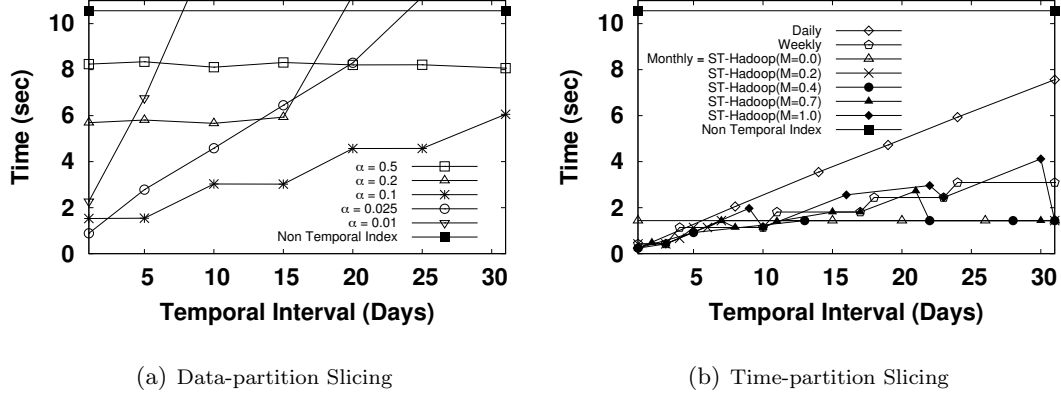 10
8
6
4
2
0
Time (sec)
5 10 15 20 25 30
Temporal Interval (Days)
α = 0.5
α = 0.2
α = 0.1
α = 0.025
α = 0.01
Non Temporal Index
(a) Data-partition Slicing
10
8
6
4
2
0
Time (sec)
5 10 15 20 25 30
Temporal Interval (Days)
Daily
Weekly
Monthly = ST-Hadoop(M=0.0)
ST-Hadoop(M=0.2)
ST-Hadoop(M=0.4)
ST-Hadoop(M=0.7)
ST-Hadoop(M=1.0)
Non Temporal Index
(b) Time-partition Slicing